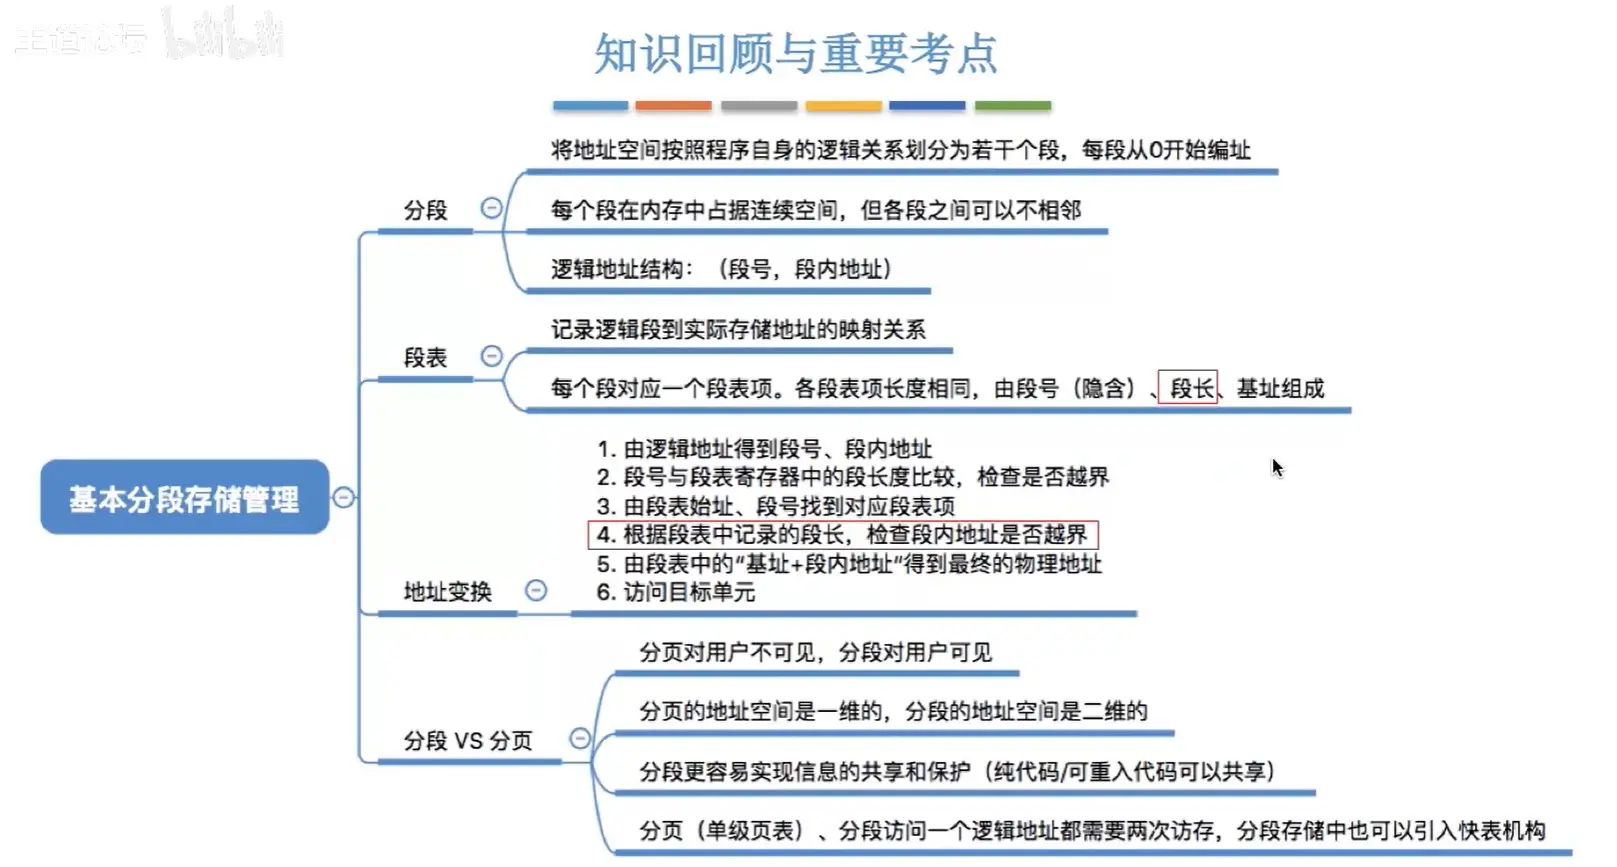 王道论坛 bilibili
知识回顾与重要考点
将地址空间按照程序自身的逻辑关系划分为若干个段，每段从0开始编址
分段
每个段在内存中占据连续空间，但各段之间可以不相邻
逻辑地址结构：（段号，段内地址）
记录逻辑段到实际存储地址的映射关系
段表
每个段对应一个段表项。各段表项长度相同，由段号（隐含）、段长、基址组成
基本分段存储管理
1. 由逻辑地址得到段号、段内地址
2. 段号与段表寄存器中的段长度比较，检查是否越界
3. 由段表始址、段号找到对应段表项
4. 根据段表中记录的段长，检查段内地址是否越界
5. 由段表中的“基址+段内地址“得到最终的物理地址
地址变换
6. 访问目标单元
分页对用户不可见，分段对用户可见
分页的地址空间是一维的，分段的地址空间是二维的
分段 VS 分页
分段更容易实现信息的共享和保护（纯代码/可重入代码可以共享）
分页（单级页表）、分段访问一个逻辑地址都需要两次访存，分段存储中也可以引入快表机构